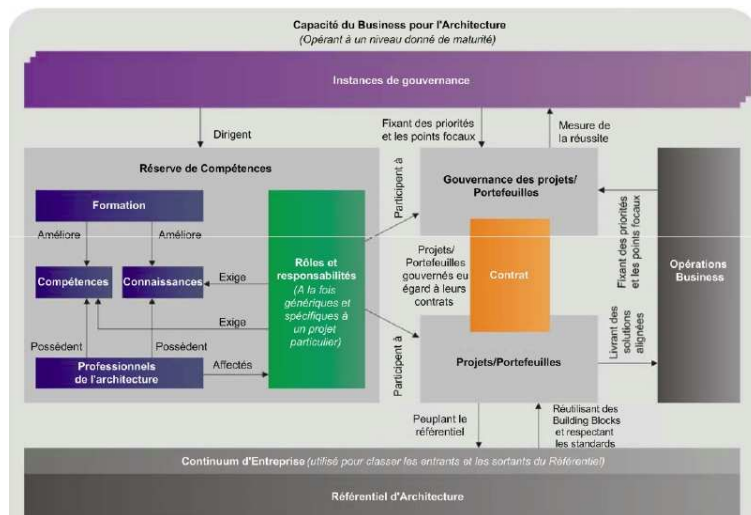 Capacité du Business pour l'Architecture
(Opérant à un niveau donné de maturité)
Instances de gouvernance
Dirigent
Fixant des priorités
et les points focaux
Mesure de
la réussite
Réserve de Compétences
Formation
Améliore
Améliore
Compétences
Connaissances
Possèdent
Possèdent
Professionnels
de l'architecture
Exige
Exige
Affectés
Rôles et
responsabilités
(A la fois
génériques et
spécifiques à
un projet
particulier)
Participent à
Participent à
Gouvernance des projets/
Portefeuilles
Projets/
Portefeuilles
gouvernés eu
égard à leurs
contrats
Contrat
Projets/Portefeuilles
Fixant des priorités
et les points focaux
Livrant des
solutions
alignées
Opérations
Business
Peuplant le
référentiel
Réutilisant des
Building Blocks
et respectant
les standards
Continuum d'Entreprise (utilisé pour classer les entrants et les sortants du Référentiel)
Référentiel d'Architecture